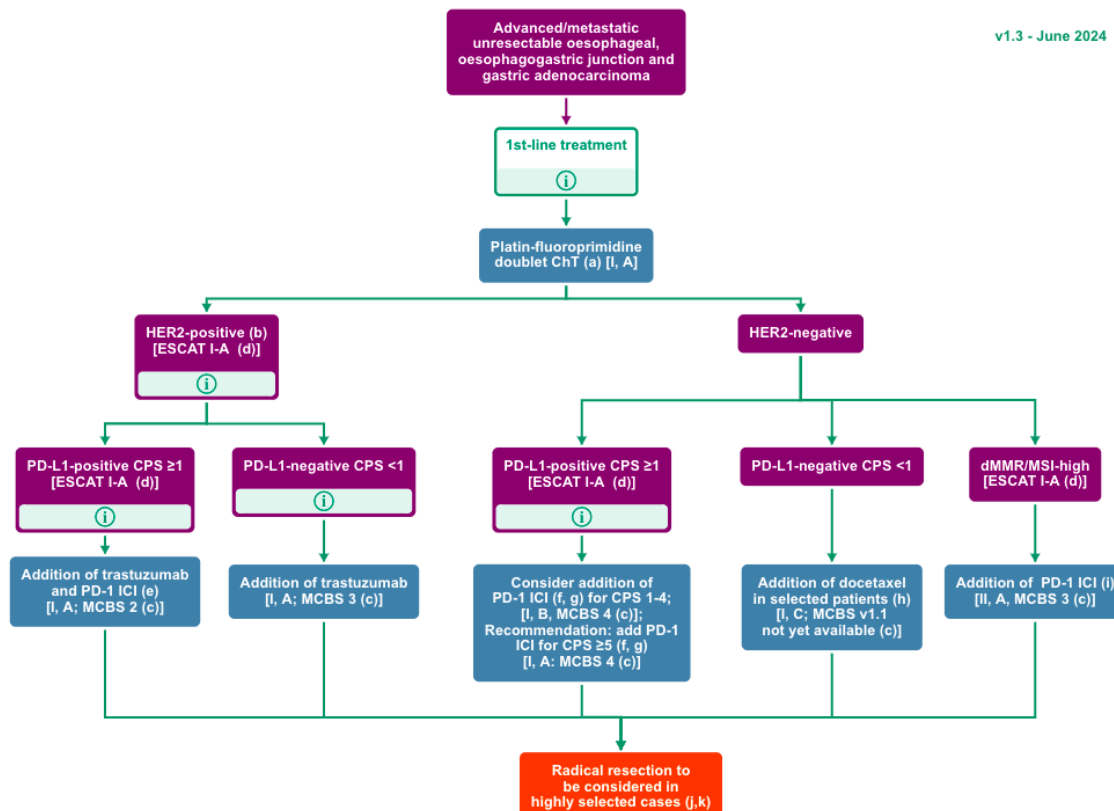 Advanced/metastatic
unresectable oesophageal,
oesophagogastric junction and
gastric adenocarcinoma
v1.3 - June 2024
1st-line treatment
i
Platin-fluoroprimidine
doublet ChT (a) [I, A]
HER2-positive (b)
[ESCAT I-A (d)]
i
HER2-negative
PD-L1-positive CPS ≥1
[ESCAT I-A (d)]
i
PD-L1-negative CPS <1
i
PD-L1-positive CPS ≥1
[ESCAT I-A (d)]
i
PD-L1-negative CPS <1
dMMR/MSI-high
[ESCAT I-A (d)]
Addition of trastuzumab
and PD-1 ICI (e)
[I, A; MCBS 2 (c)]
Addition of trastuzumab
[I, A; MCBS 3 (c)]
Consider addition of
PD-1 ICI (f, g) for CPS 1-4;
[I, B, MCBS 4 (c)];
Recommendation: add PD-1
ICI for CPS ≥5 (f, g)
[I, A: MCBS 4 (c)]
Addition of docetaxel
in selected patients (h)
[I, C; MCBS v1.1
not yet available (c)]
Addition of PD-1 ICI (i)
[II, A, MCBS 3 (c)]
Radical resection to
be considered in
highly selected cases (j,k)